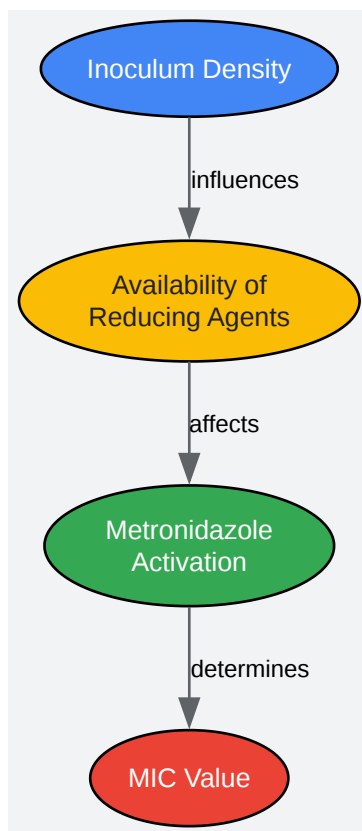 Inoculum Density
influences
Availability of
Reducing Agents
affects
Metronidazole
Activation
determines
MIC Value